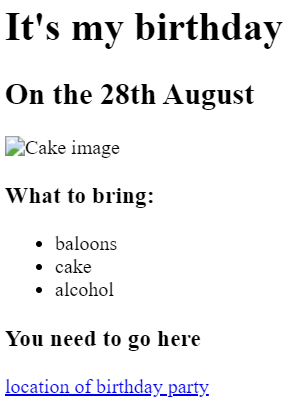 It's my birthday
On the 28th August
Cake image
What to bring:
baloons
cake
alcohol
You need to go here
location of birthday party